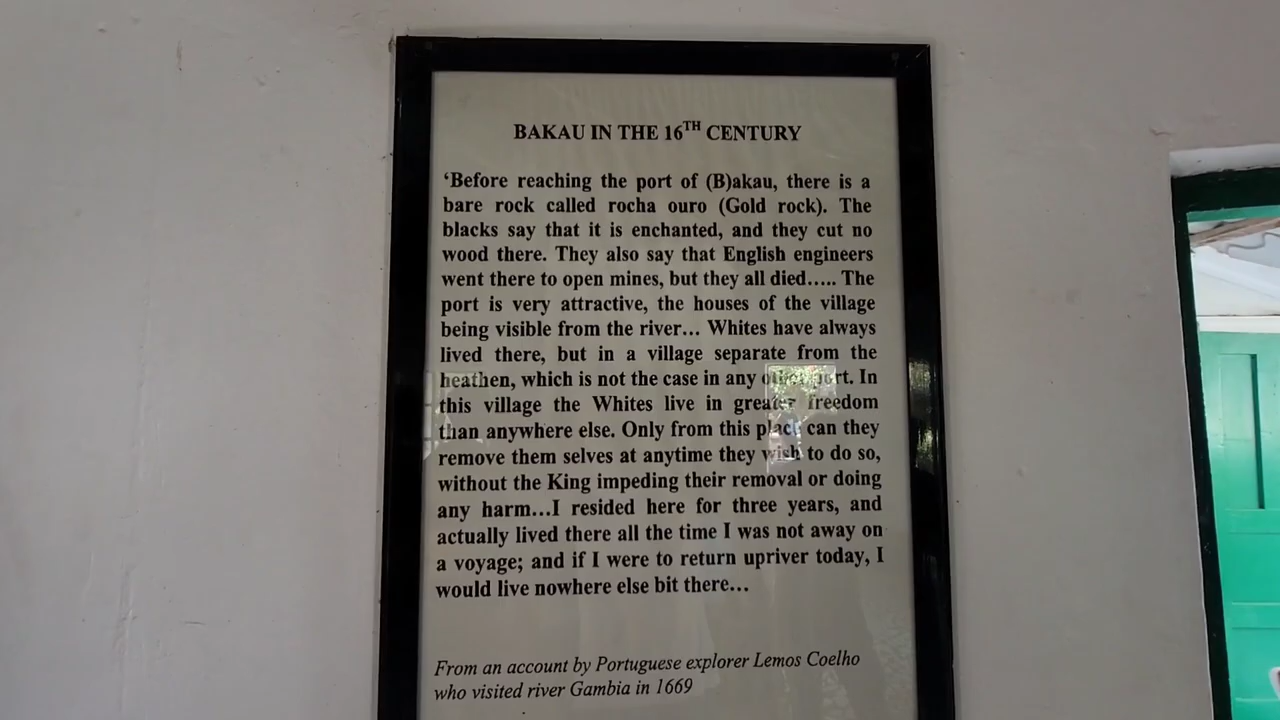 BAKAU IN THE 16TH CENTURY
‘Before reaching the port of (B)akau, there is a
bare rock called rocha ouro (Gold rock). The
blacks say that it is enchanted, and they cut no
wood there. They also say that English engineers
went there to open mines, but they all died….. The
port is very attractive, the houses of the village
being visible from the river… Whites have always
lived there, but in a village separate from the
heathen, which is not the case in any other port. In
this village the Whites live in greater freedom
than anywhere else. Only from this place can they
remove them selves at anytime they wish to do so,
without the King impeding their removal or doing
any harm…I resided here for three years, and
actually lived there all the time I was not away on
a voyage; and if I were to return upriver today, I
would live nowhere else bit there…
From an account by Portuguese explorer Lemos Coelho
who visited river Gambia in 1669